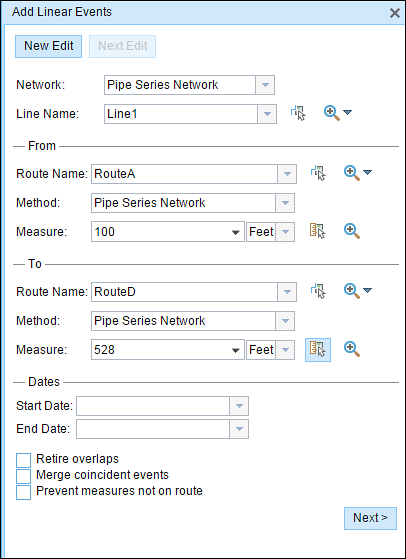 Add Linear Events
New Edit Next Edit
Network: Pipe Series Network
Line Name: Line1
From
Route Name: RouteA
Method: Pipe Series Network
Measure: 100 Feet
To
Route Name: RouteD
Method: Pipe Series Network
Measure: 528 Feet
Dates
Start Date:
End Date:
Retire overlaps
Merge coincident events
Prevent measures not on route
Next >